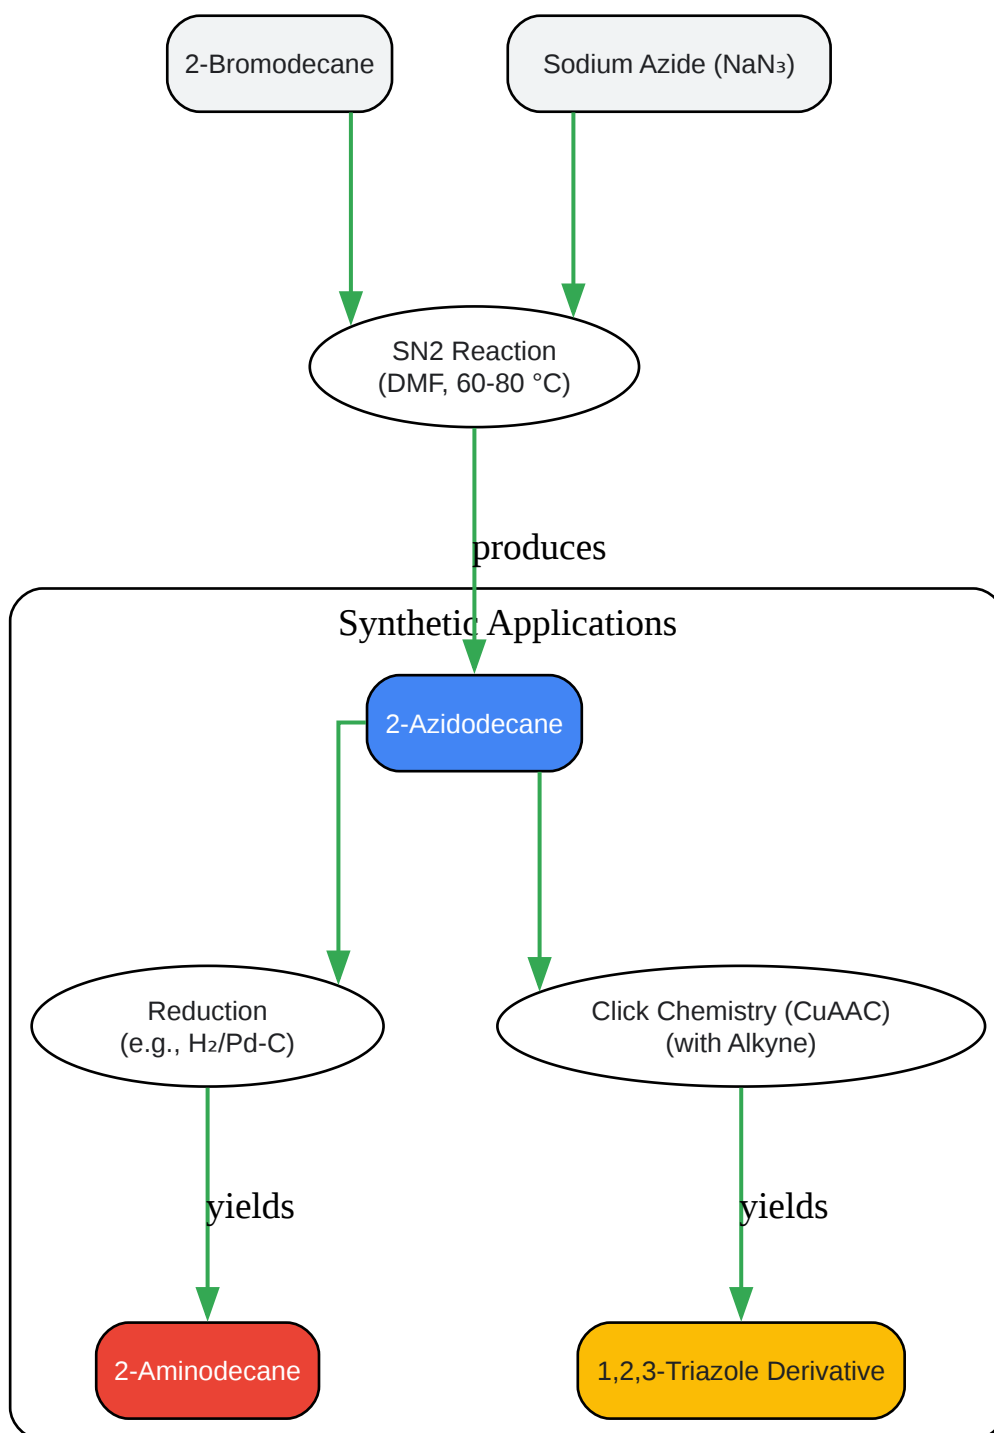 2-Bromodecane
Sodium Azide (NaN₃)
SN2 Reaction
(DMF, 60-80 °C)
produces
Synthetic Applications
2-Azidodecane
Reduction
(e.g., H₂/Pd-C)
Click Chemistry (CuAAC)
(with Alkyne)
yields
yields
2-Aminodecane
1,2,3-Triazole Derivative